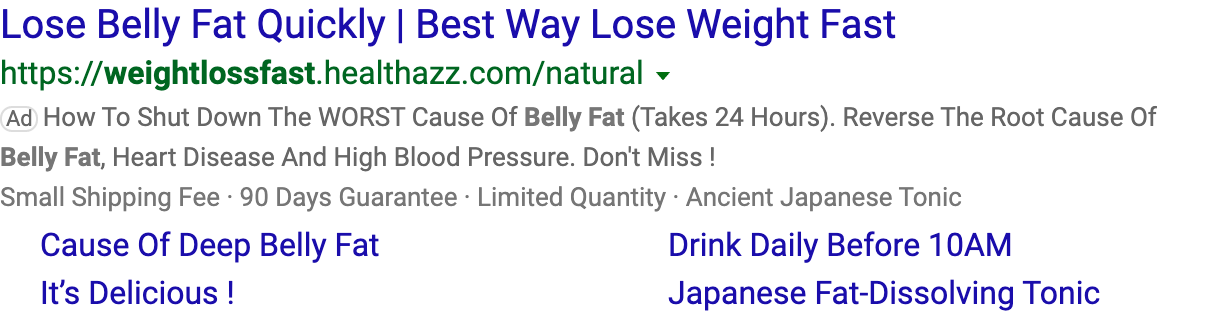 Lose Belly Fat Quickly | Best Way Lose Weight Fast
https://weightlossfast.healthazz.com/natural
Ad How To Shut Down The WORST Cause Of Belly Fat (Takes 24 Hours). Reverse The Root Cause Of
Belly Fat, Heart Disease And High Blood Pressure. Don't Miss !
Small Shipping Fee · 90 Days Guarantee · Limited Quantity · Ancient Japanese Tonic
Cause Of Deep Belly Fat
Drink Daily Before 10AM
It’s Delicious !
Japanese Fat-Dissolving Tonic